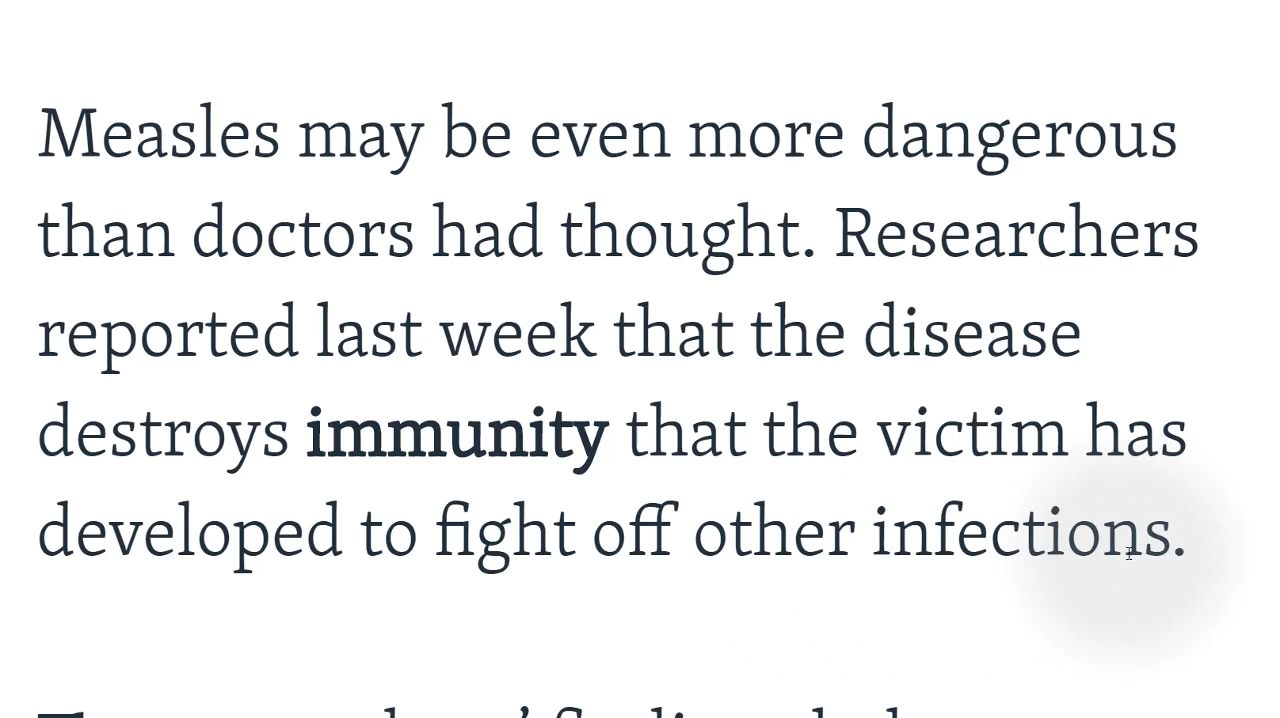 Measles may be even more dangerous
than doctors had thought. Researchers
reported last week that the disease
destroys immunity that the victim has
developed to fight off other infections.